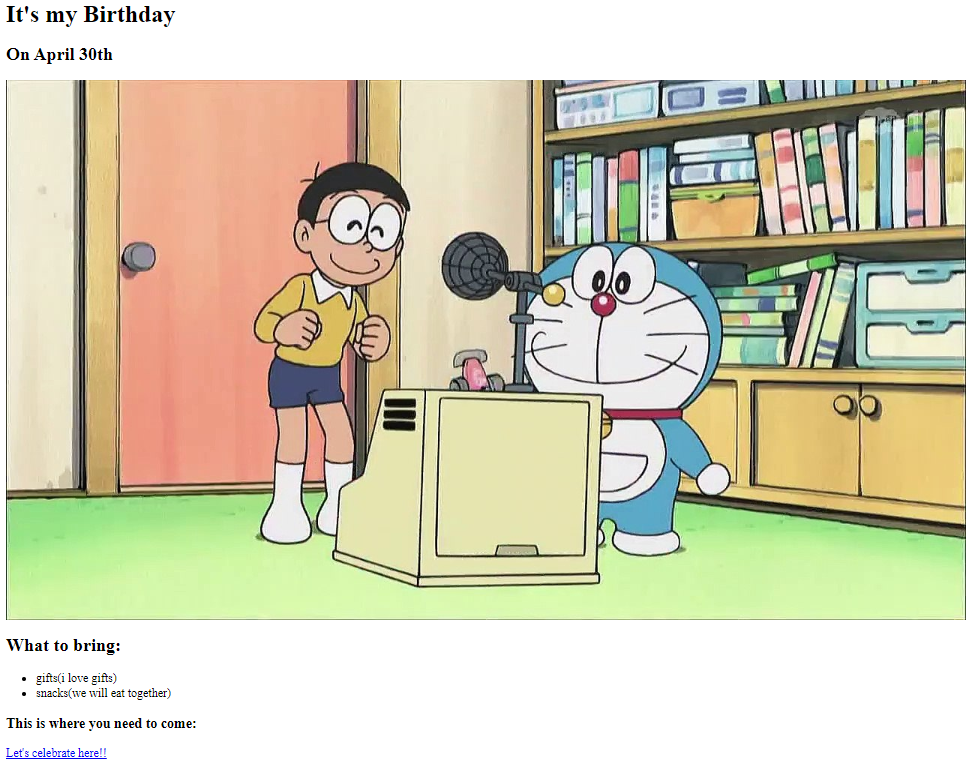 It's my Birthday
On April 30th
What to bring:
gifts(i love gifts)
snacks(we will eat together)
This is where you need to come:
Let's celebrate here!!